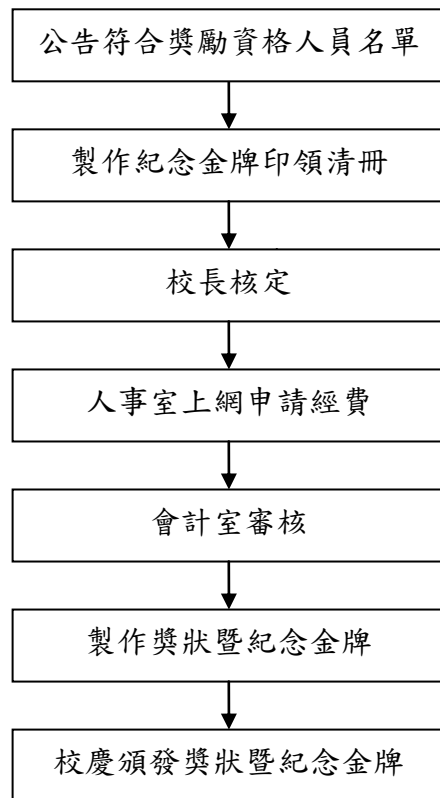 公告符合獎勵資格人員名單
製作紀念金牌印領清冊
校長核定
人事室上網申請經費
會計室審核
製作獎狀暨紀念金牌
校慶頒發獎狀暨紀念金牌